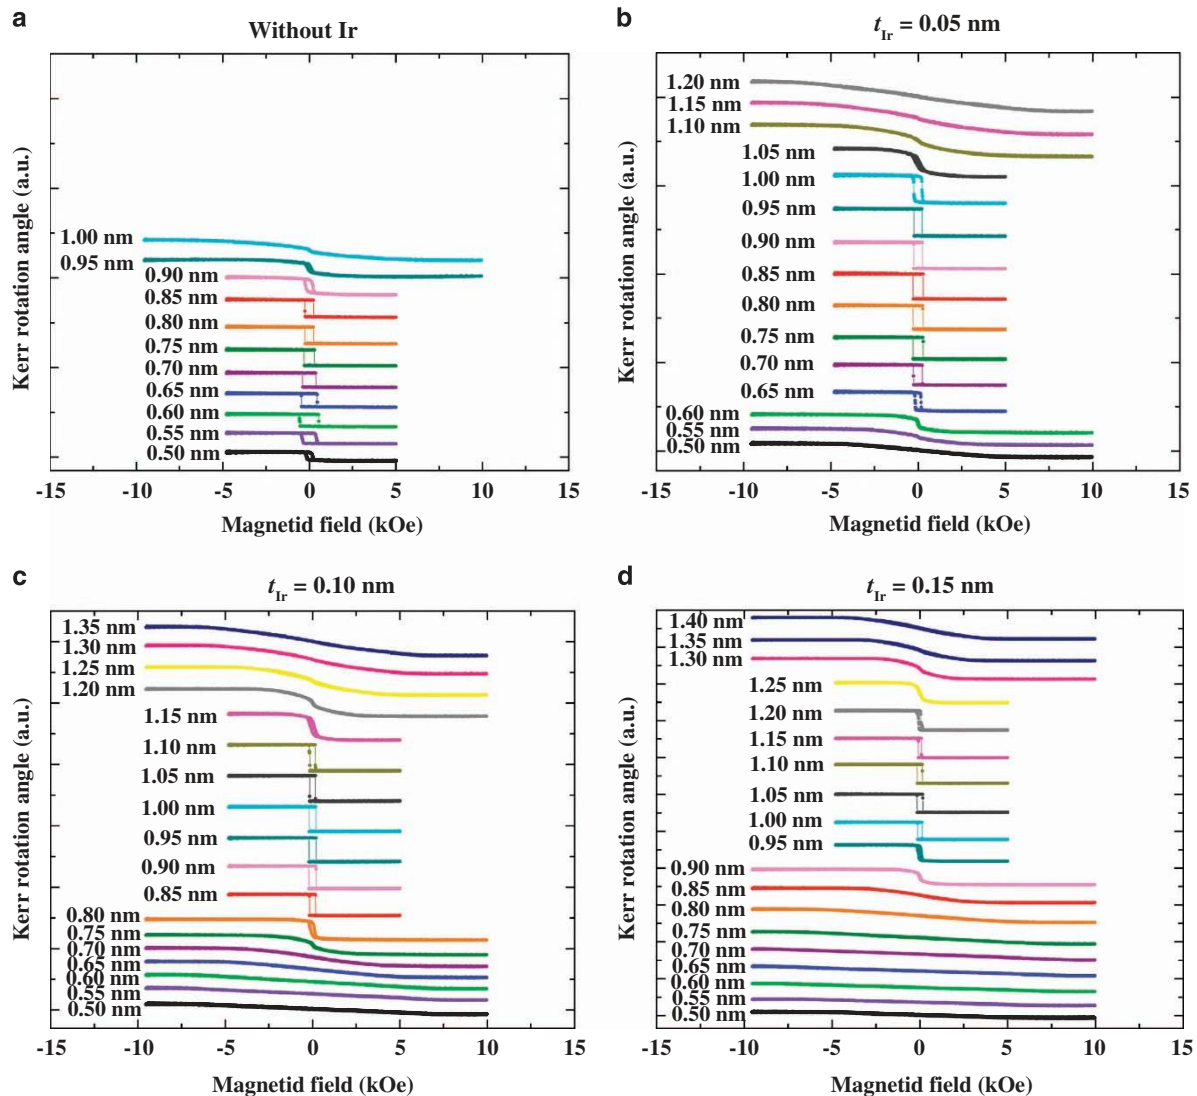 a
Without Ir
Kerr rotation angle (a.u.)
1.00 nm
0.95 nm
0.90 nm
0.85 nm
0.80 nm
0.75 nm
0.70 nm
0.65 nm
0.60 nm
0.55 nm
0.50 nm
-15 -10 -5 0 5 10 15
Magnetid field (kOe)
b
tIr = 0.05 nm
Kerr rotation angle (a.u.)
1.20 nm
1.15 nm
1.10 nm
1.05 nm
1.00 nm
0.95 nm
0.90 nm
0.85 nm
0.80 nm
0.75 nm
0.70 nm
0.65 nm
0.60 nm
0.55 nm
0.50 nm
-15 -10 -5 0 5 10 15
Magnetid field (kOe)
c
tIr = 0.10 nm
Kerr rotation angle (a.u.)
1.35 nm
1.30 nm
1.25 nm
1.20 nm
1.15 nm
1.10 nm
1.05 nm
1.00 nm
0.95 nm
0.90 nm
0.85 nm
0.80 nm
0.75 nm
0.70 nm
0.65 nm
0.60 nm
0.55 nm
0.50 nm
-15 -10 -5 0 5 10 15
Magnetid field (kOe)
d
tIr = 0.15 nm
Kerr rotation angle (a.u.)
1.40 nm
1.35 nm
1.30 nm
1.25 nm
1.20 nm
1.15 nm
1.10 nm
1.05 nm
1.00 nm
0.95 nm
0.90 nm
0.85 nm
0.80 nm
0.75 nm
0.70 nm
0.65 nm
0.60 nm
0.55 nm
0.50 nm
-15 -10 -5 0 5 10 15
Magnetid field (kOe)